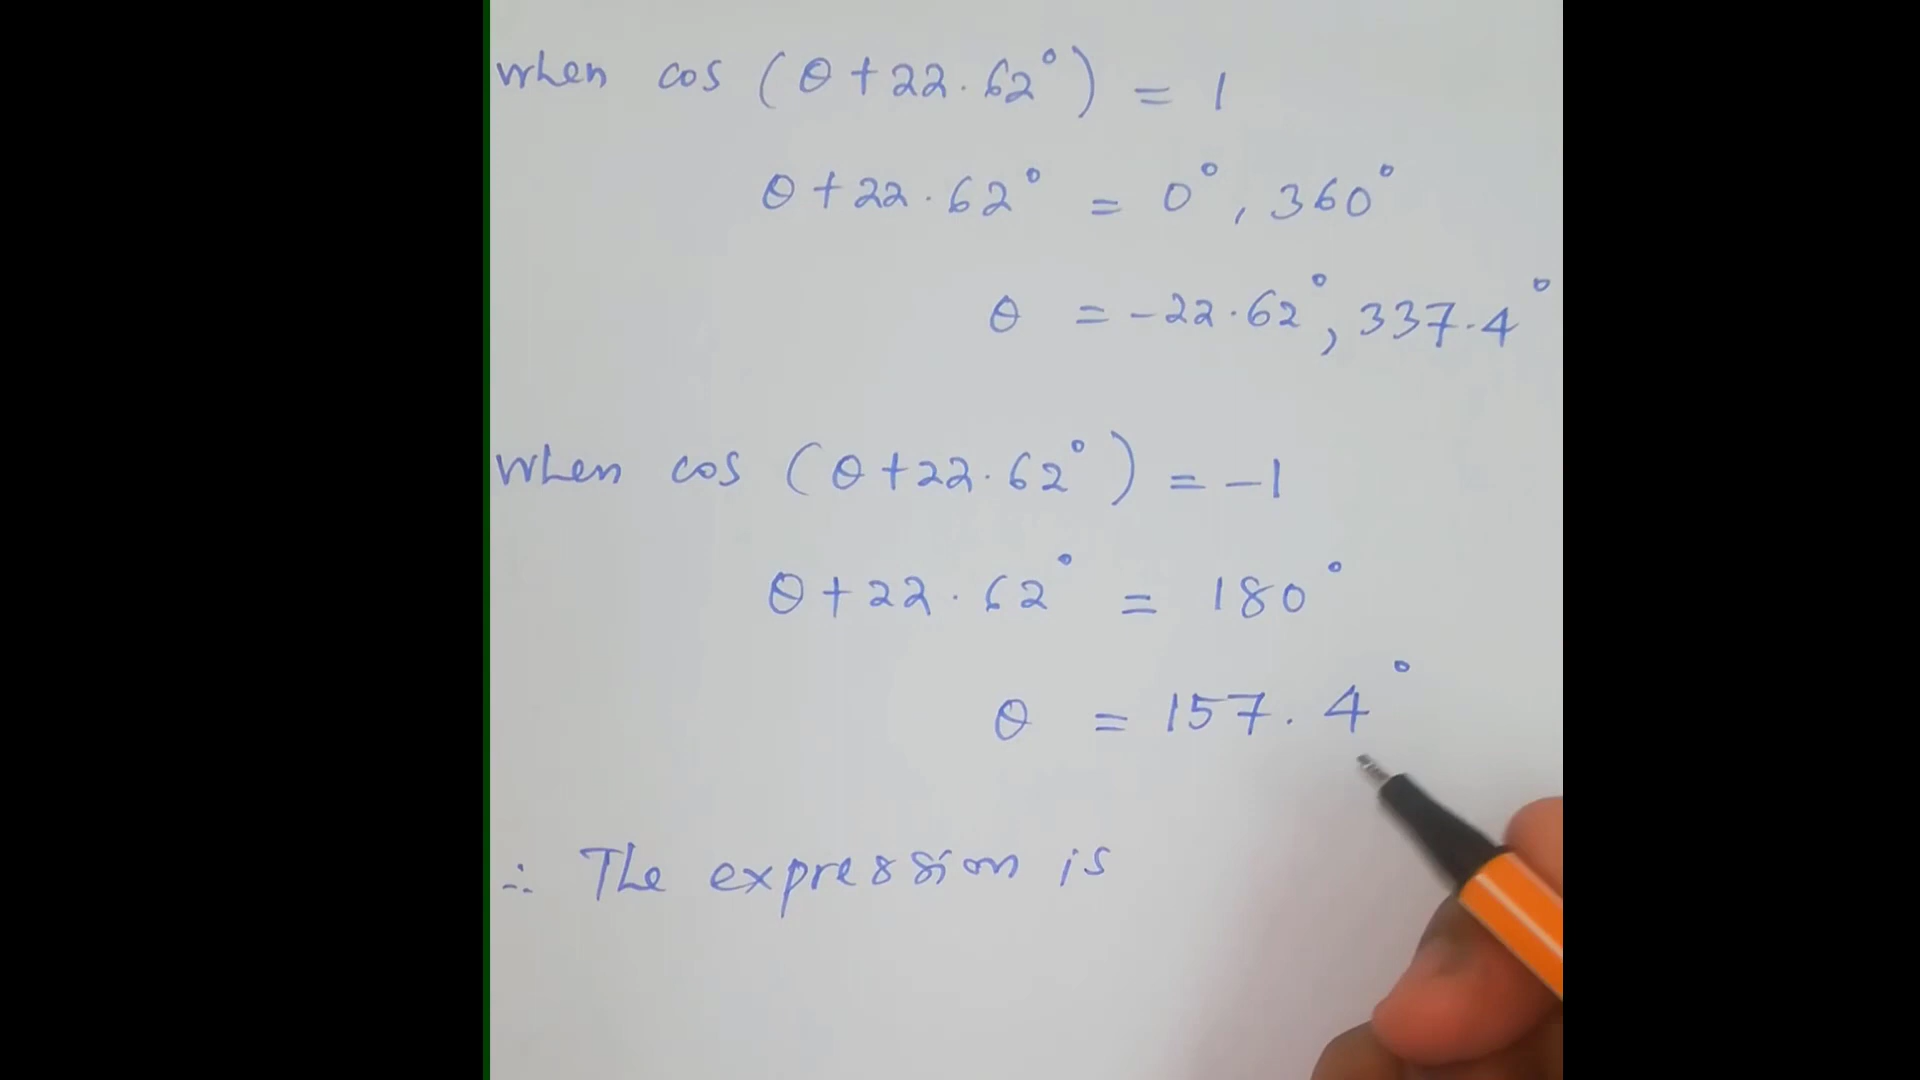 when cos (θ + 22.62°) = 1
θ + 22.62° = 0°, 360°
θ = -22.62°, 337.4°
When cos (θ + 22.62°) = -1
θ + 22.62° = 180°
θ = 157.4°
∴ The expression is